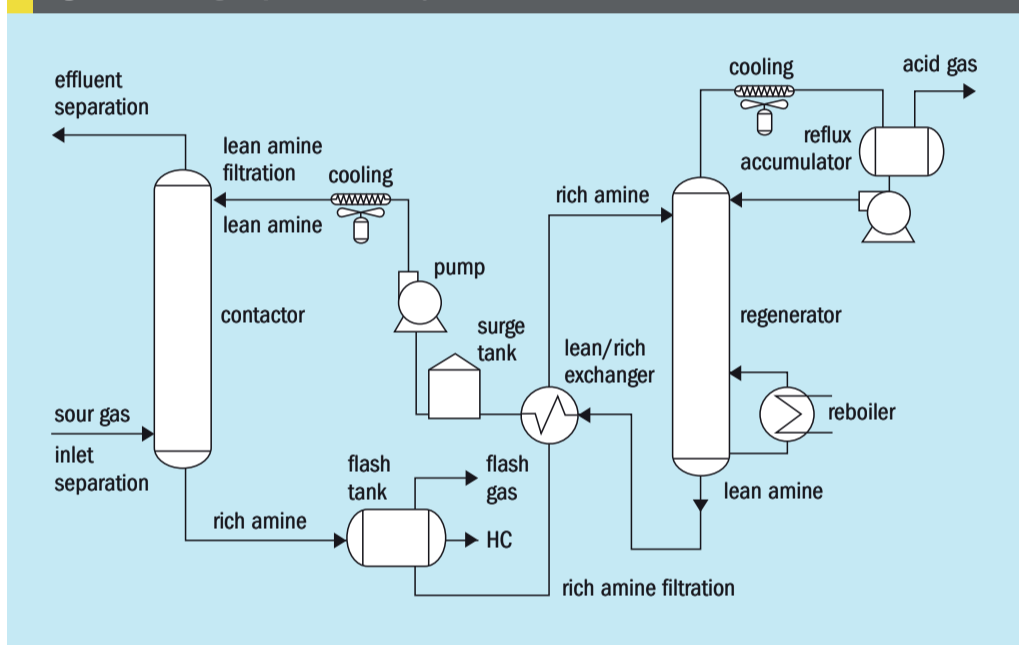 effluent
separation
lean amine
filtration
cooling
lean amine
pump
contactor
surge
tank
lean/rich
exchanger
sour gas
inlet
separation
rich amine
flash
tank
flash
gas
HC
rich amine filtration
rich amine
cooling
acid gas
reflux
accumulator
regenerator
reboiler
lean amine